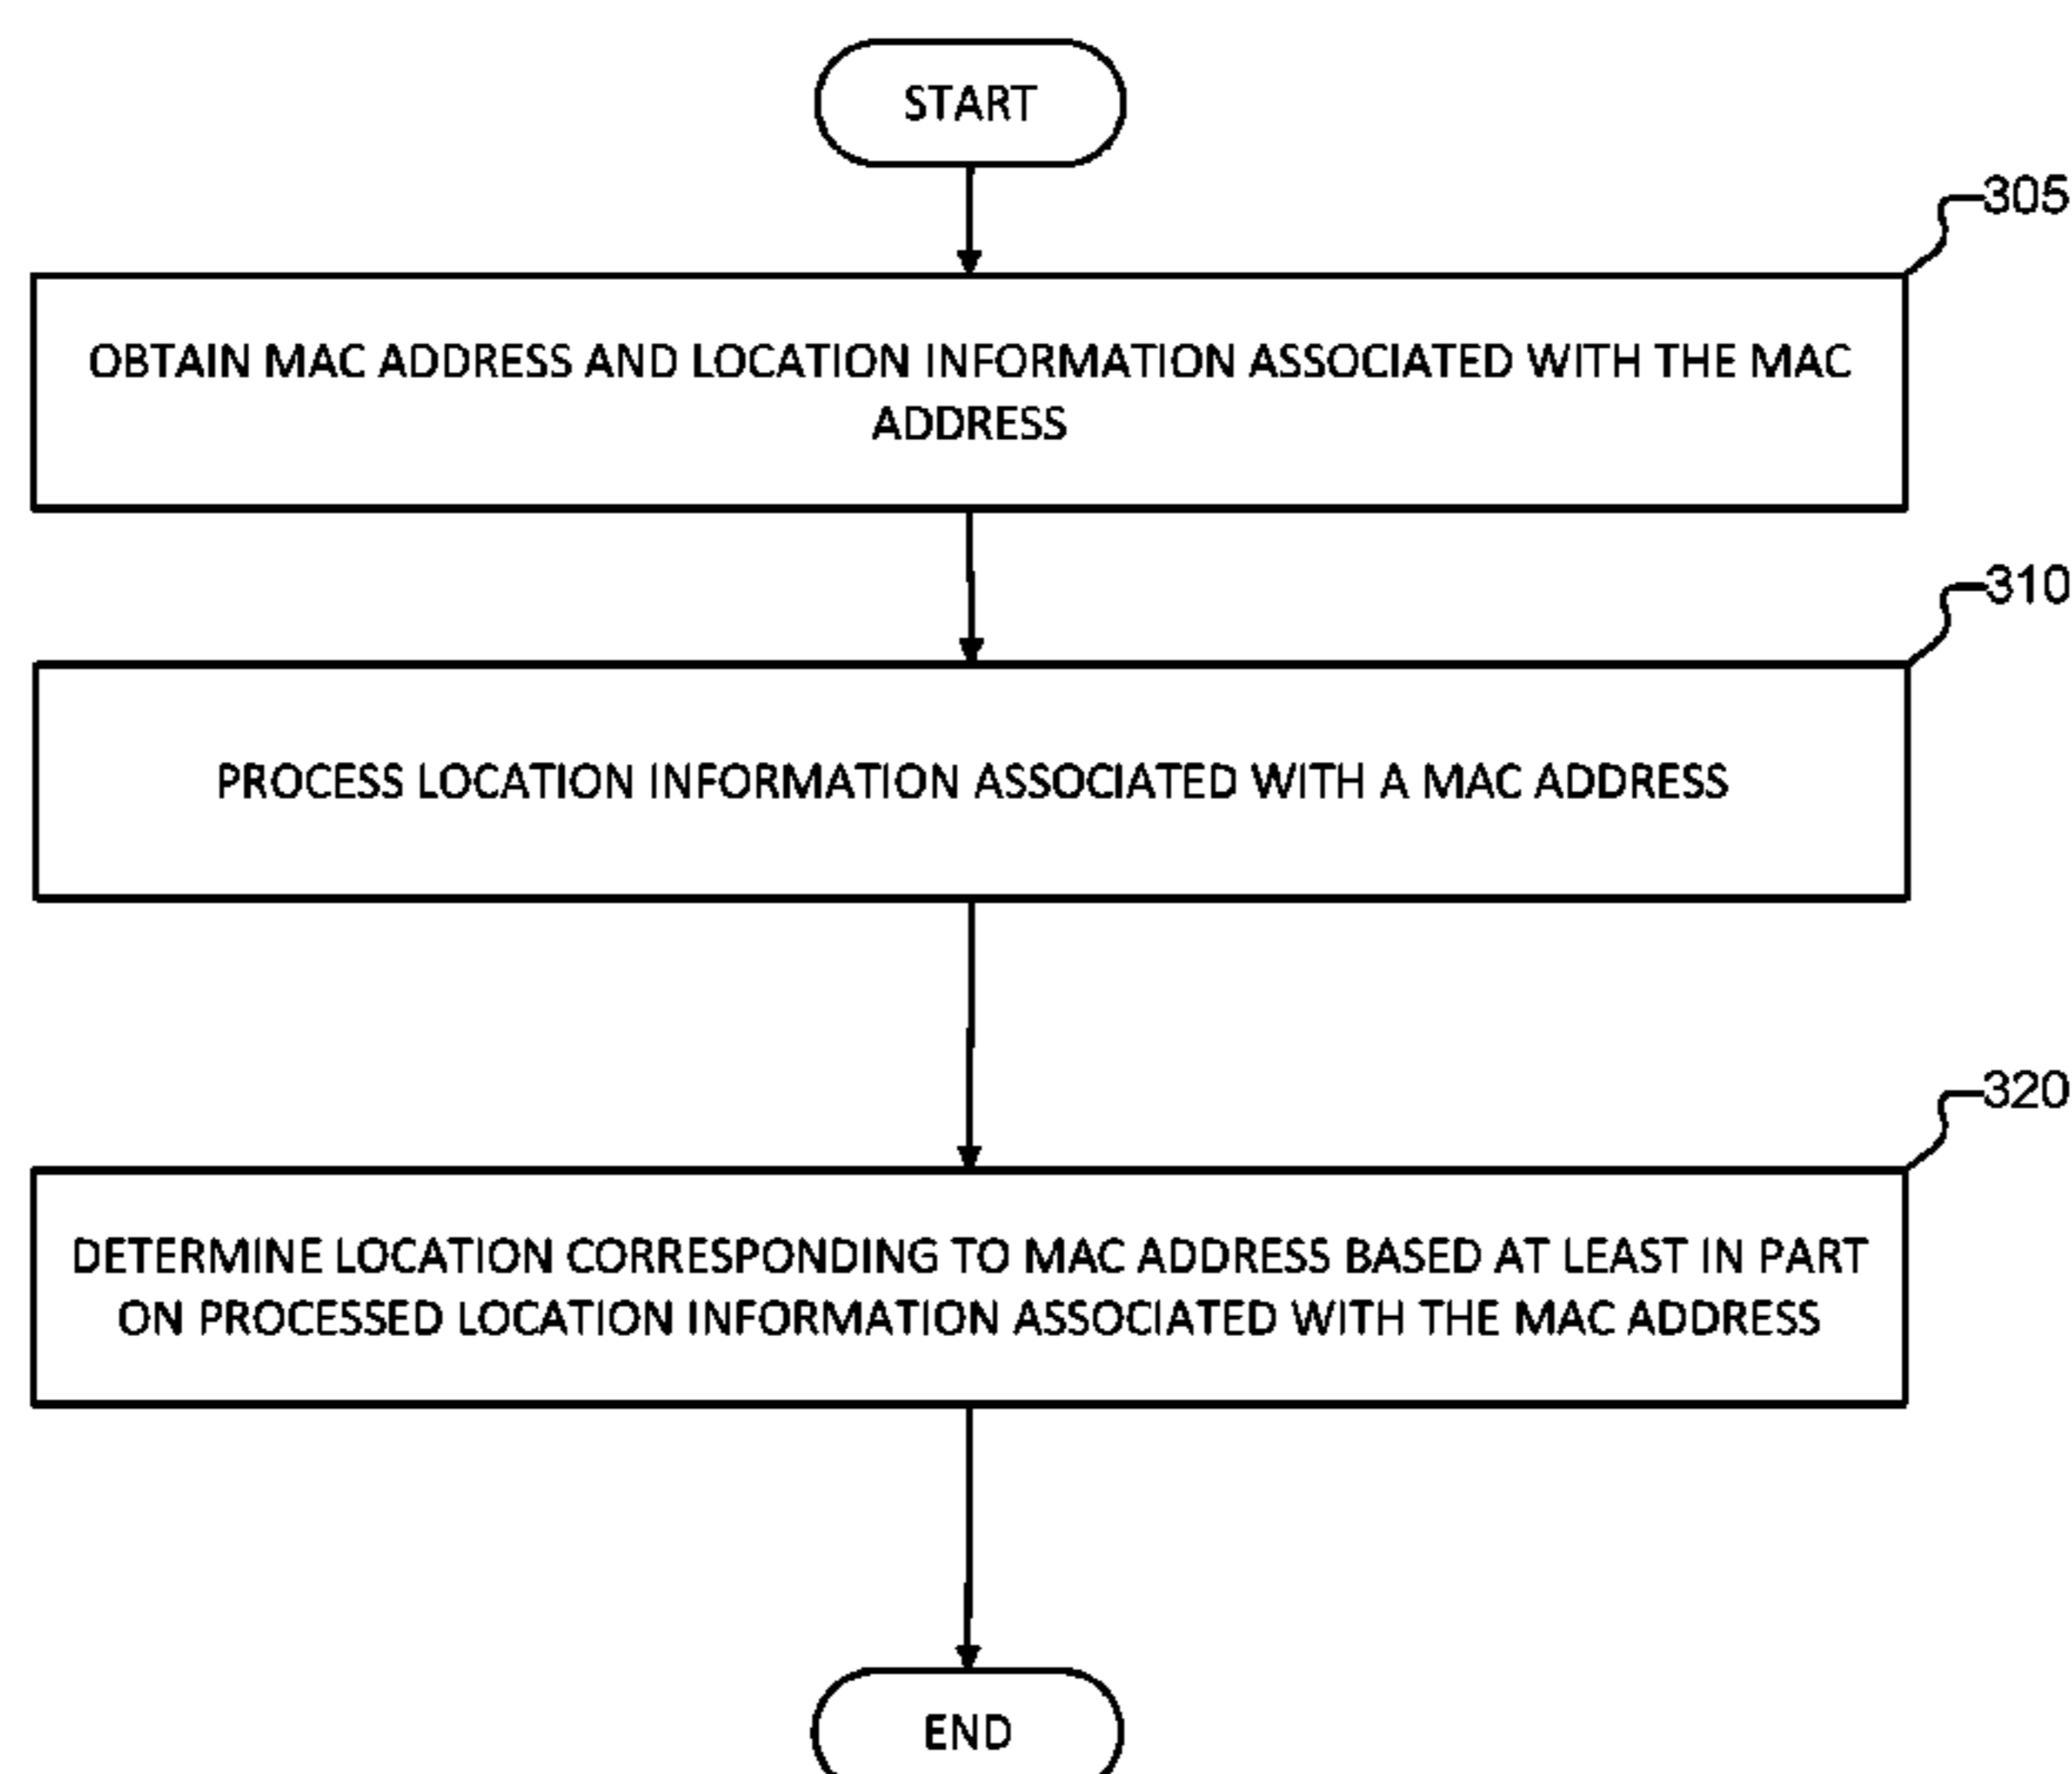 START
305
OBTAIN MAC ADDRESS AND LOCATION INFORMATION ASSOCIATED WITH THE MAC
ADDRESS
310
PROCESS LOCATION INFORMATION ASSOCIATED WITH A MAC ADDRESS
320
DETERMINE LOCATION CORRESPONDING TO MAC ADDRESS BASED AT LEAST IN PART
ON PROCESSED LOCATION INFORMATION ASSOCIATED WITH THE MAC ADDRESS
END